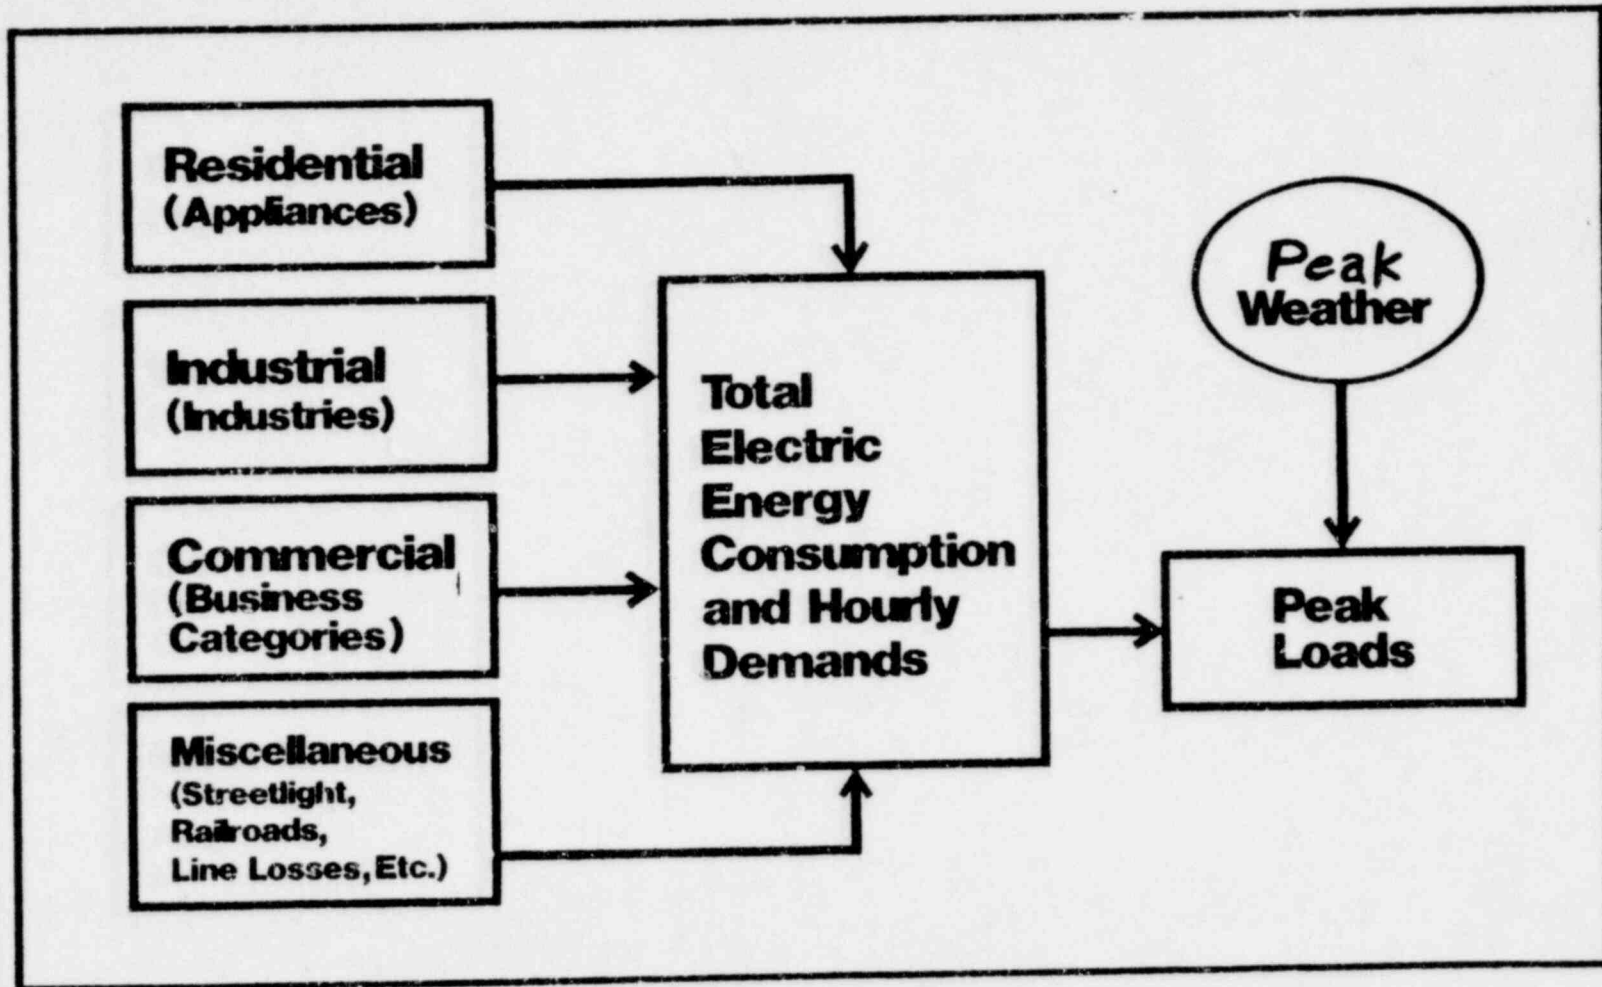 Residential
(Appliances)
Industrial
(Industries)
Commercial
(Business
Categories)
Miscellaneous
(Streetlight,
Railroads,
Line Losses, Etc.)
Total
Electric
Energy
Consumption
and Hourly
Demands
Peak
Weather
Peak
Loads